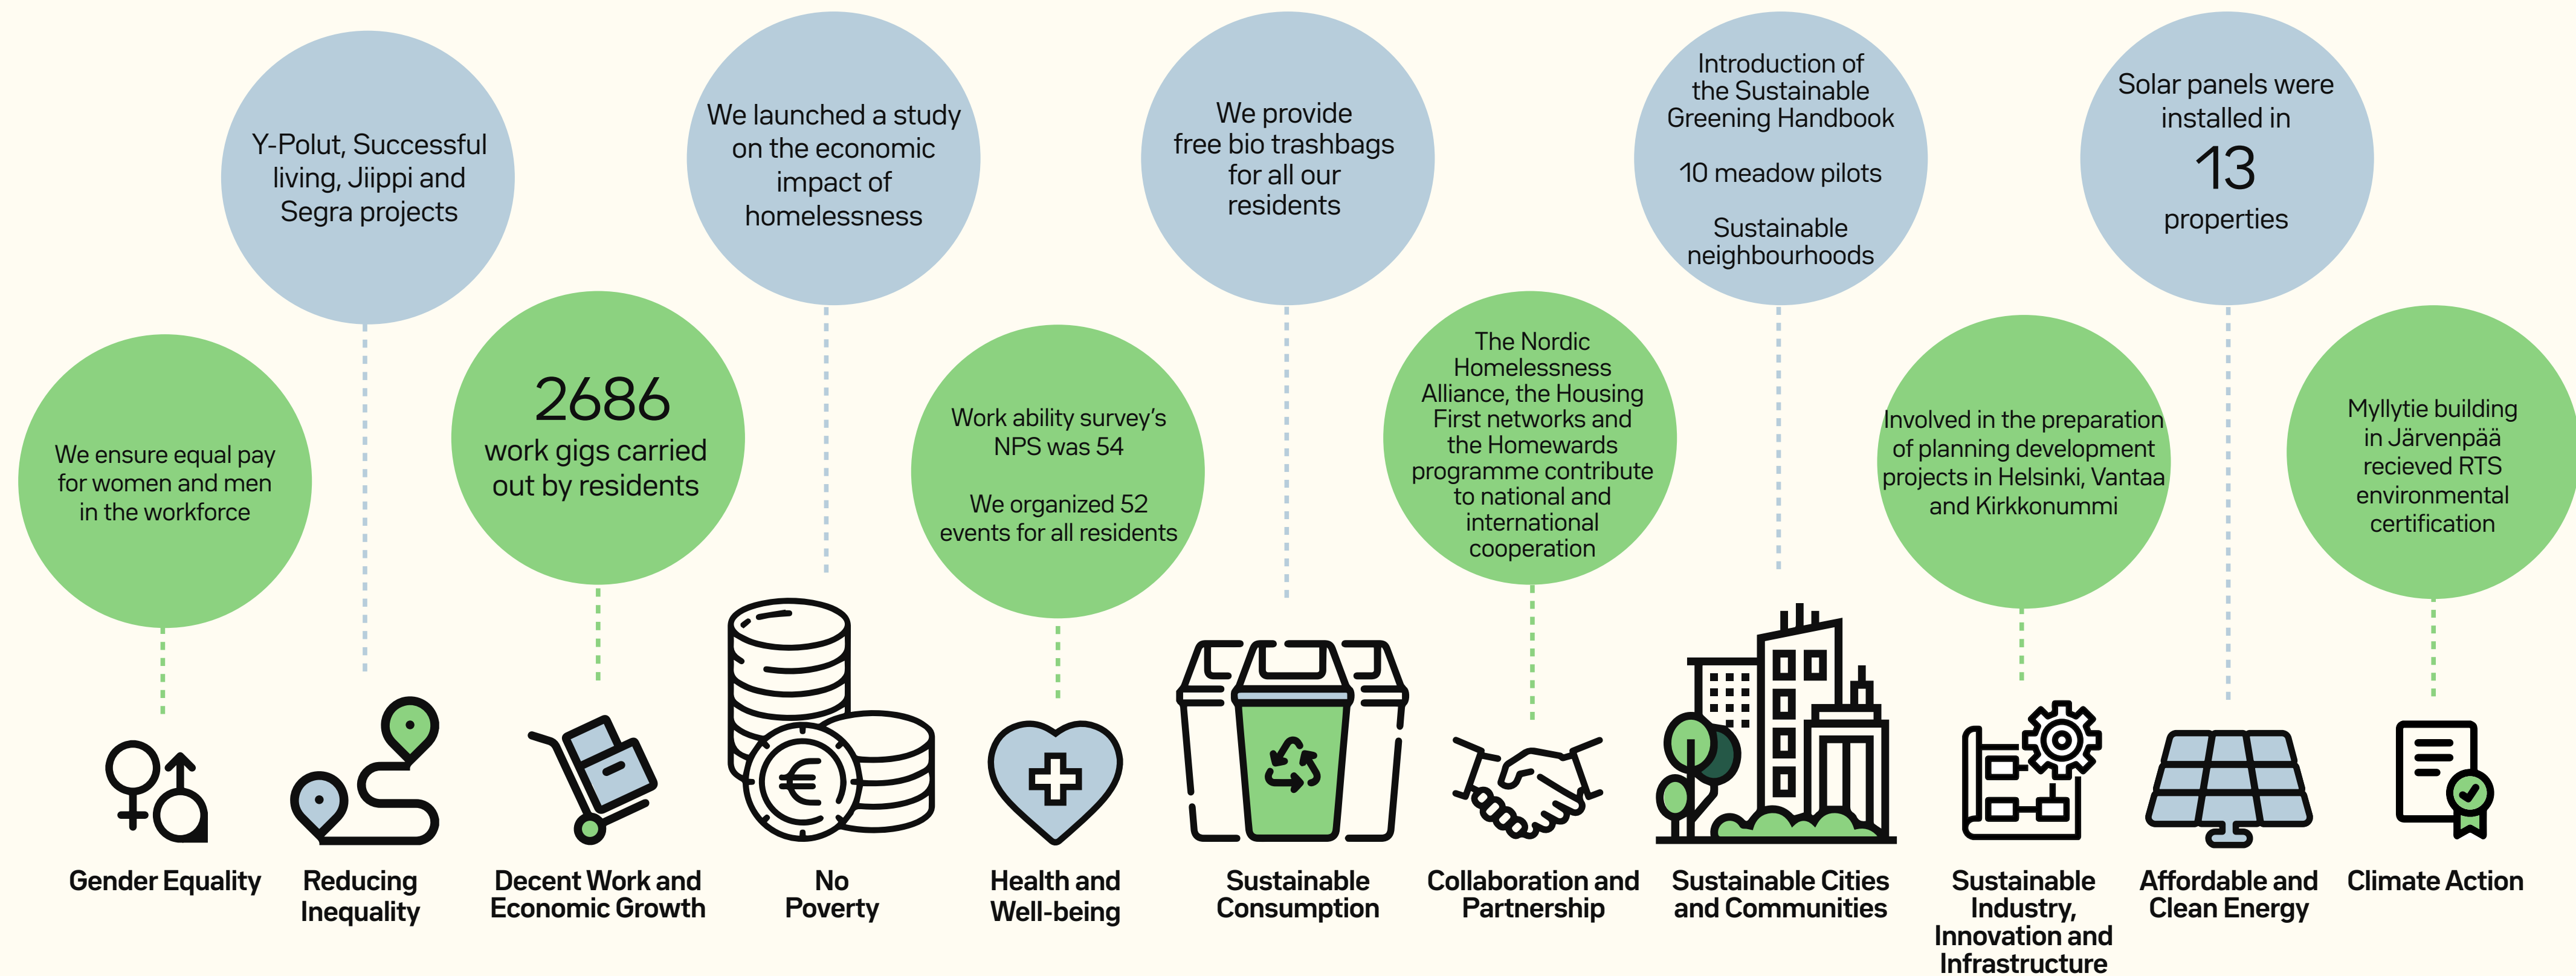 We ensure equal pay
for women and men
in the workforce
Gender Equality
Y-Polut, Successful
living, Jiippi and
Segra projects
Reducing
Inequality
2686
work gigs carried
out by residents
Decent Work and
Economic Growth
We launched a study
on the economic
impact of
homelessness
No
Poverty
Work ability survey's
NPS was 54
We organized 52
events for all residents
Health and
Well-being
We provide
free bio trashbags
for all our
residents
Sustainable
Consumption
The Nordic
Homelessness
Alliance, the Housing
First networks and
the Homewards
programme contribute
to national and
international
cooperation
Collaboration and
Partnership
Introduction of
the Sustainable
Greening Handbook
10 meadow pilots
Sustainable
neighbourhoods
Sustainable Cities
and Communities
Involved in the preparation
of planning development
projects in Helsinki, Vantaa
and Kirkkonummi
Sustainable
Industry,
Innovation and
Infrastructure
Solar panels were
installed in
13
properties
Affordable and
Clean Energy
Myllytie building
in Järvenpää
recieved RTS
environmental
certification
Climate Action